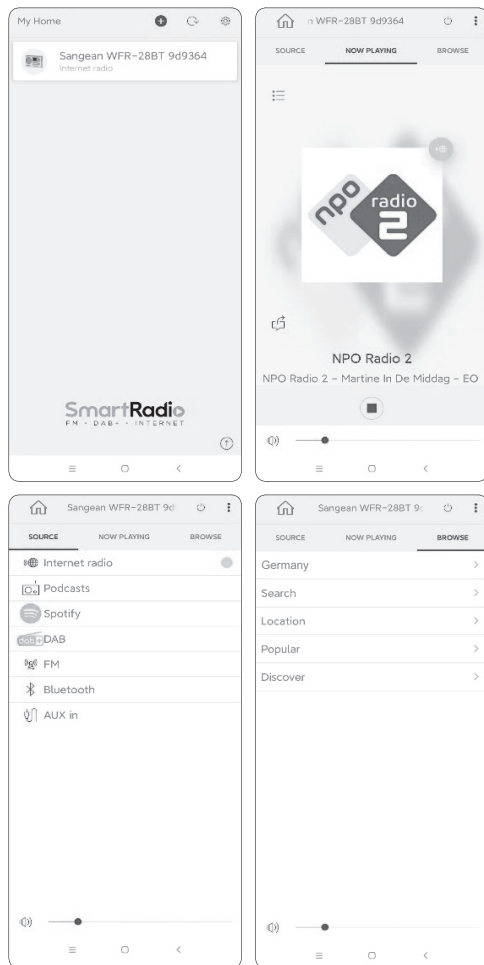 My Home
Sangean WFR-28BT 9d9364
Internet radio
SmartRadio
FM • DAB+ • INTERNET
n WFR-28BT 9d9364
SOURCE NOW PLAYING BROWSE
npo radio 2
NPO Radio 2
NPO Radio 2 - Martine In De Middag - EO
Sangean WFR-28BT 9d
SOURCE NOW PLAYING BROWSE
Internet radio
Podcasts
Spotify
dab+ DAB
FM
Bluetooth
AUX in
Sangean WFR-28BT 9
SOURCE NOW PLAYING BROWSE
Germany
Search
Location
Popular
Discover